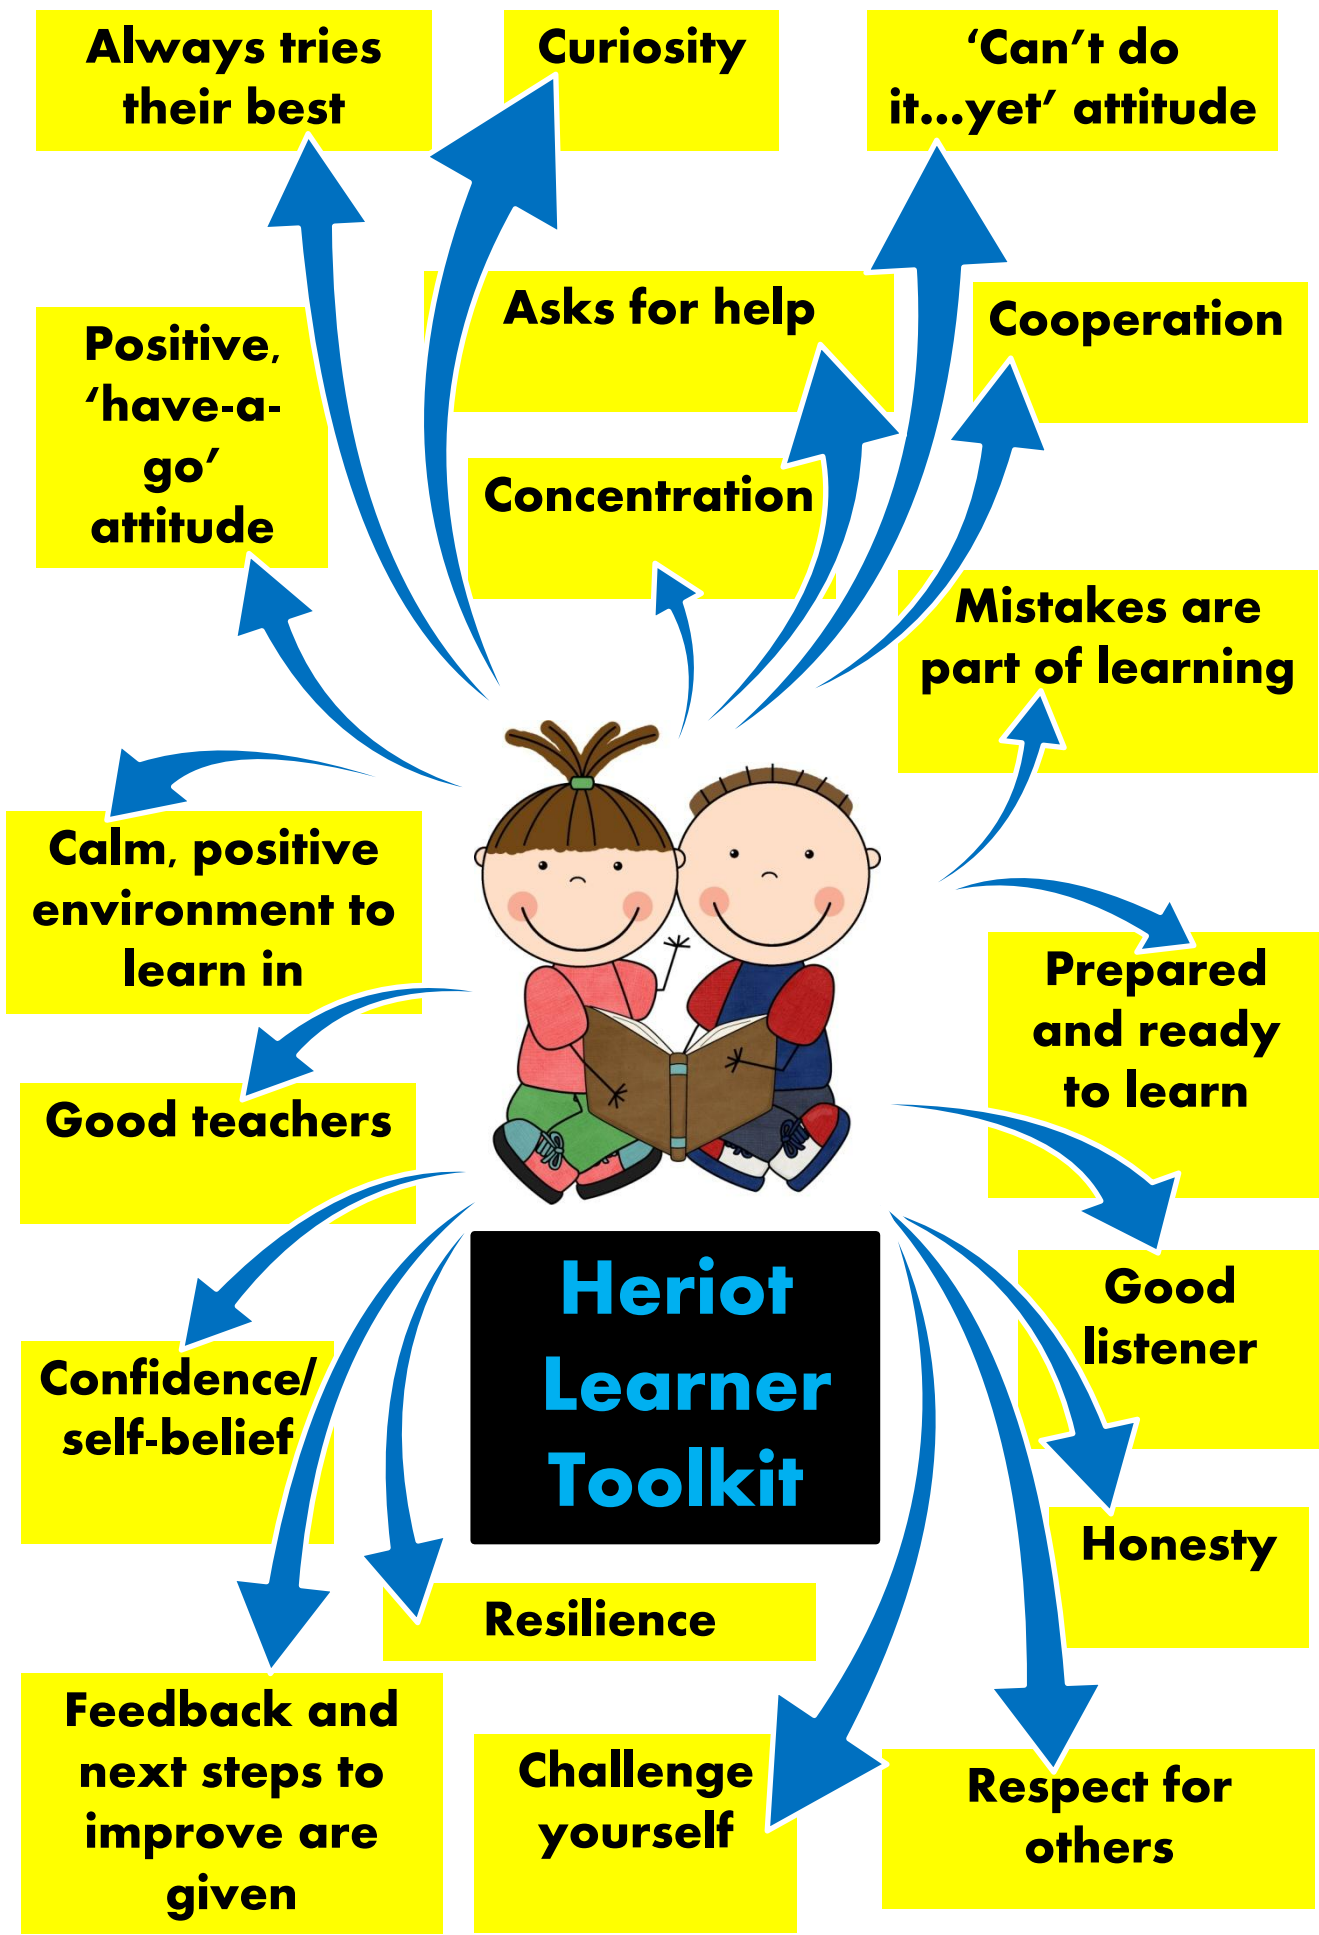 Always tries
their best
Curiosity
‘Can’t do
it...yet’ attitude
Asks for help
Cooperation
Positive,
‘have-a-
go’
attitude
Concentration
Mistakes are
part of learning
Calm, positive
environment to
learn in
Prepared
and ready
to learn
Good teachers
Good
listener
Heriot
Learner
Toolkit
Confidence/
self-belief
Honesty
Resilience
Feedback and
next steps to
improve are
given
Challenge
yourself
Respect for
others